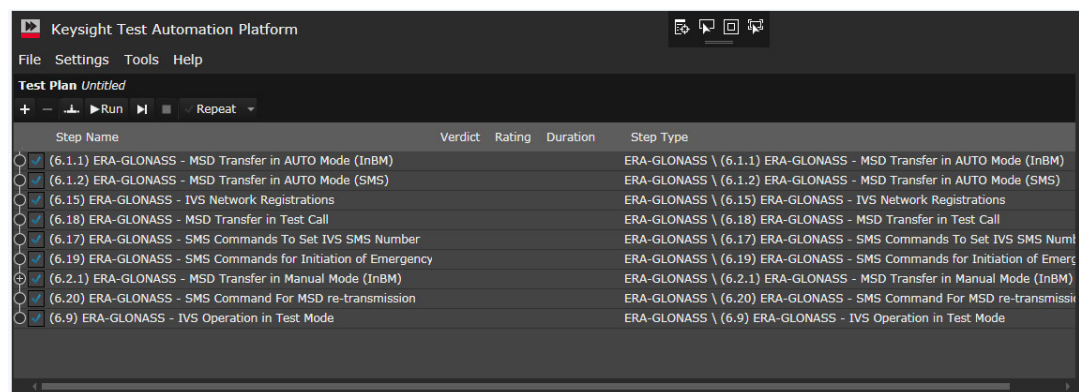 Keysight Test Automation Platform
File Settings Tools Help
Test Plan Untitled
Run Repeat
Step Name Verdict Rating Duration Step Type
(6.1.1) ERA-GLONASS - MSD Transfer in AUTO Mode (InBM) ERA-GLONASS \ (6.1.1) ERA-GLONASS - MSD Transfer in AUTO Mode (InBM)
(6.1.2) ERA-GLONASS - MSD Transfer in AUTO Mode (SMS) ERA-GLONASS \ (6.1.2) ERA-GLONASS - MSD Transfer in AUTO Mode (SMS)
(6.15) ERA-GLONASS - IVS Network Registrations ERA-GLONASS \ (6.15) ERA-GLONASS - IVS Network Registrations
(6.18) ERA-GLONASS - MSD Transfer in Test Call ERA-GLONASS \ (6.18) ERA-GLONASS - MSD Transfer in Test Call
(6.17) ERA-GLONASS - SMS Commands To Set IVS SMS Number ERA-GLONASS \ (6.17) ERA-GLONASS - SMS Commands To Set IVS SMS
(6.19) ERA-GLONASS - SMS Commands for Initiation of Emergency ERA-GLONASS \ (6.19) ERA-GLONASS - SMS Commands for Initiation of
(6.2.1) ERA-GLONASS - MSD Transfer in Manual Mode (InBM) ERA-GLONASS \ (6.2.1) ERA-GLONASS - MSD Transfer in Manual Mode (InBM)
(6.20) ERA-GLONASS - SMS Command For MSD re-transmission ERA-GLONASS \ (6.20) ERA-GLONASS - SMS Command For MSD
(6.9) ERA-GLONASS - IVS Operation in Test Mode ERA-GLONASS \ (6.9) ERA-GLONASS - IVS Operation in Test Mode